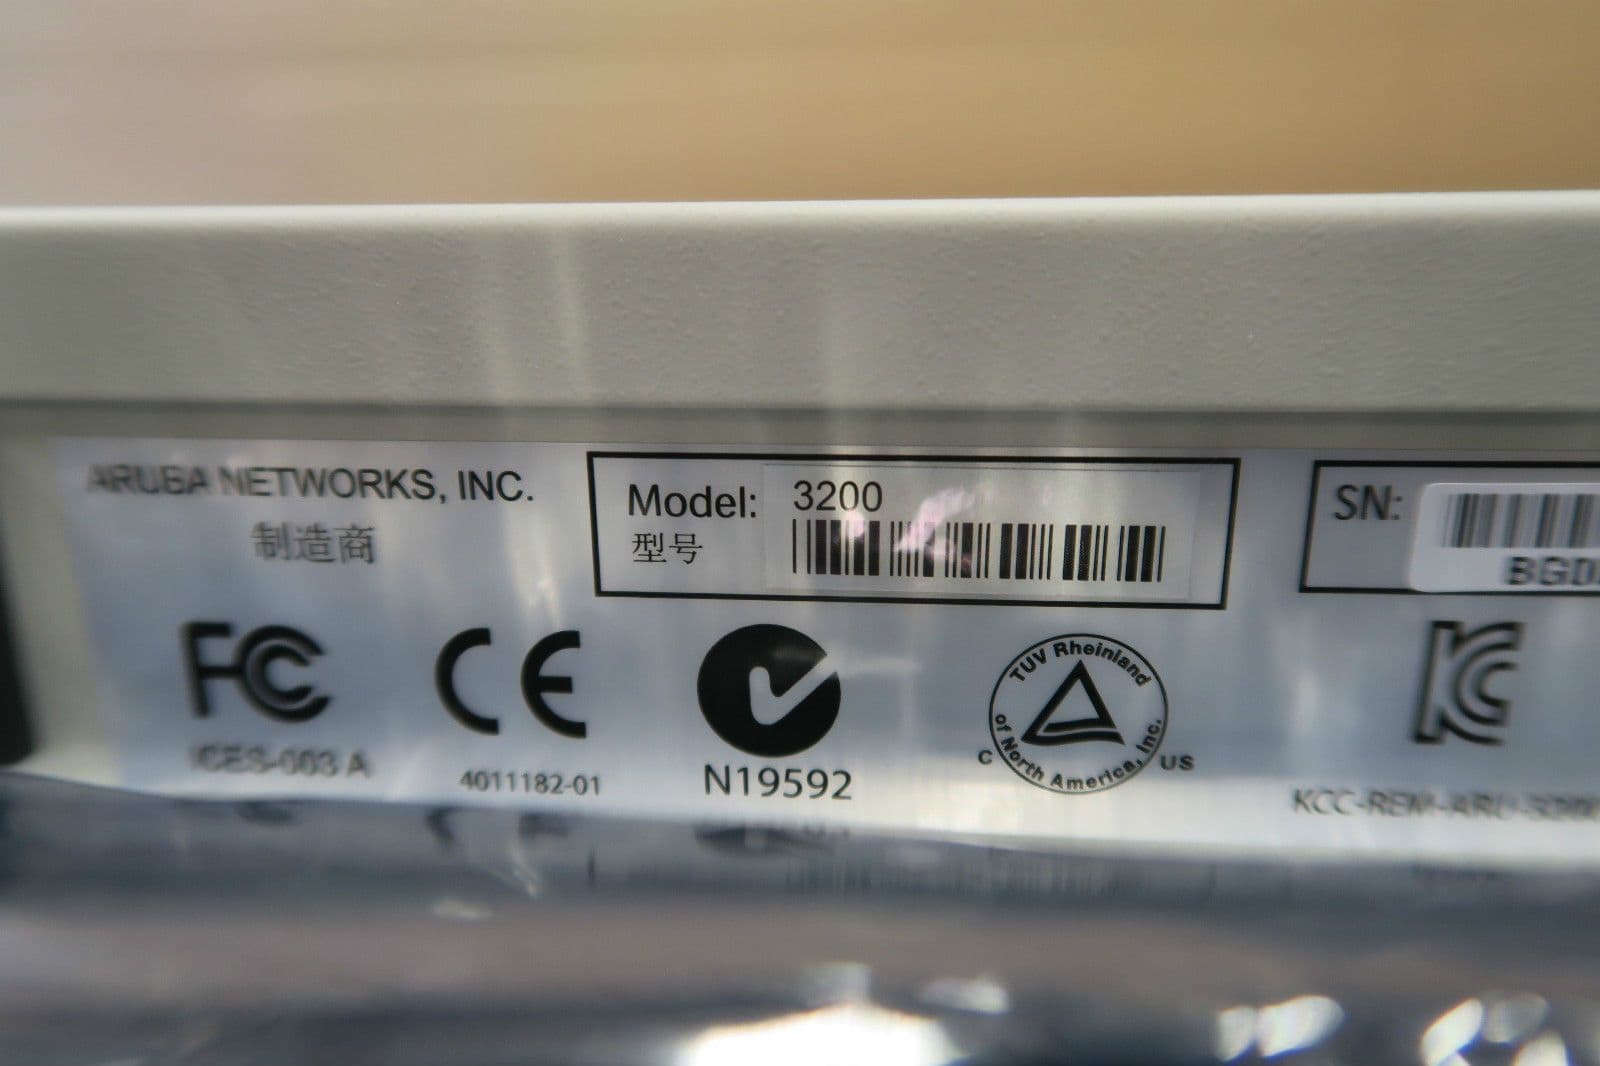 ARUBA NETWORKS, INC.
制造商
Model: 3200
型号
SN:
FC
CE
TUV Rheinland
of North America, Inc.
C US
KC
ICES-003 A
4011182-01
N19592